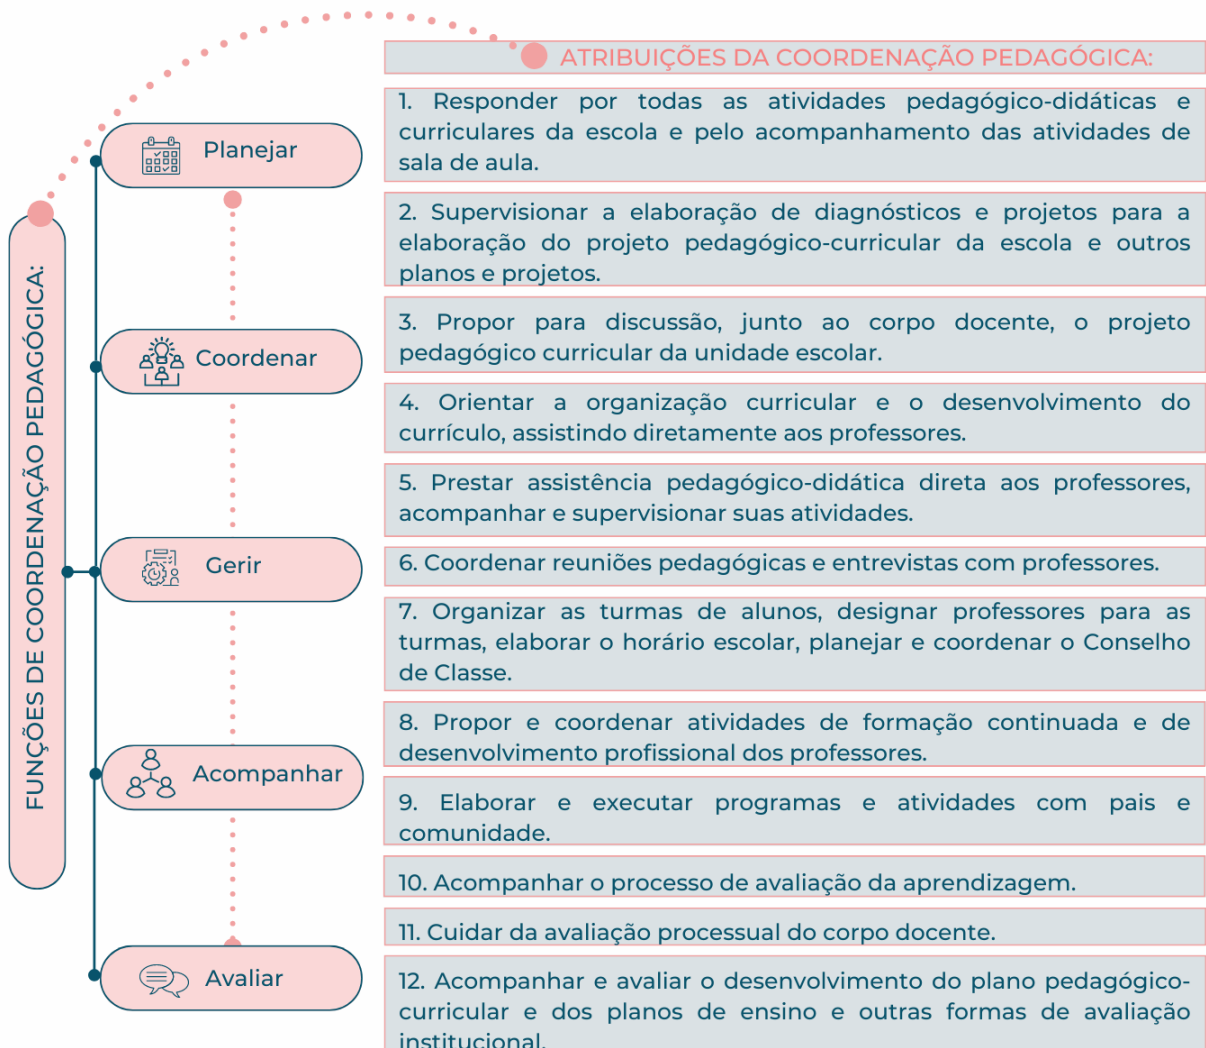 FUNÇÕES DE COORDENAÇÃO PEDAGÓGICA:
Planejar
Coordenar
Gerir
Acompanhar
Avaliar
ATRIBUIÇÕES DA COORDENAÇÃO PEDAGÓGICA:
1. Responder por todas as atividades pedagógico-didáticas e
curriculares da escola e pelo acompanhamento das atividades de
sala de aula.
2. Supervisionar a elaboração de diagnósticos e projetos para a
elaboração do projeto pedagógico-curricular da escola e outros
planos e projetos.
3. Propor para discussão, junto ao corpo docente, o projeto
pedagógico curricular da unidade escolar.
4. Orientar a organização curricular e o desenvolvimento do
currículo, assistindo diretamente aos professores.
5. Prestar assistência pedagógico-didática direta aos professores,
acompanhar e supervisionar suas atividades.
6. Coordenar reuniões pedagógicas e entrevistas com professores.
7. Organizar as turmas de alunos, designar professores para as
turmas, elaborar o horário escolar, planejar e coordenar o Conselho
de Classe.
8. Propor e coordenar atividades de formação continuada e de
desenvolvimento profissional dos professores.
9. Elaborar e executar programas e atividades com pais e
comunidade.
10. Acompanhar o processo de avaliação da aprendizagem.
11. Cuidar da avaliação processual do corpo docente.
12. Acompanhar e avaliar o desenvolvimento do plano pedagógico-
curricular e dos planos de ensino e outras formas de avaliação
institucional.